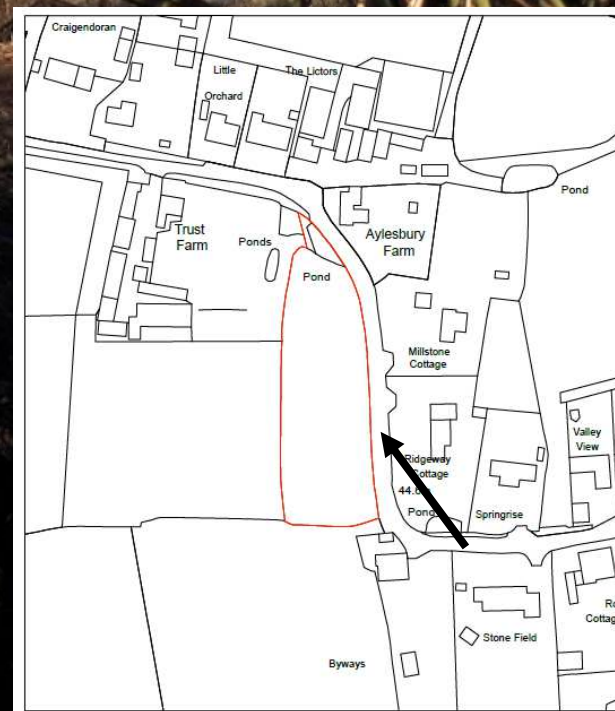 Craigendoran
Little
Orchard
The Lictors
Pond
Trust
Farm
Ponds
Aylesbury
Farm
Pond
Millstone
Cottage
Valley
View
Ridgeway
Cottage
Pond
Springrise
Stone Field
Byways